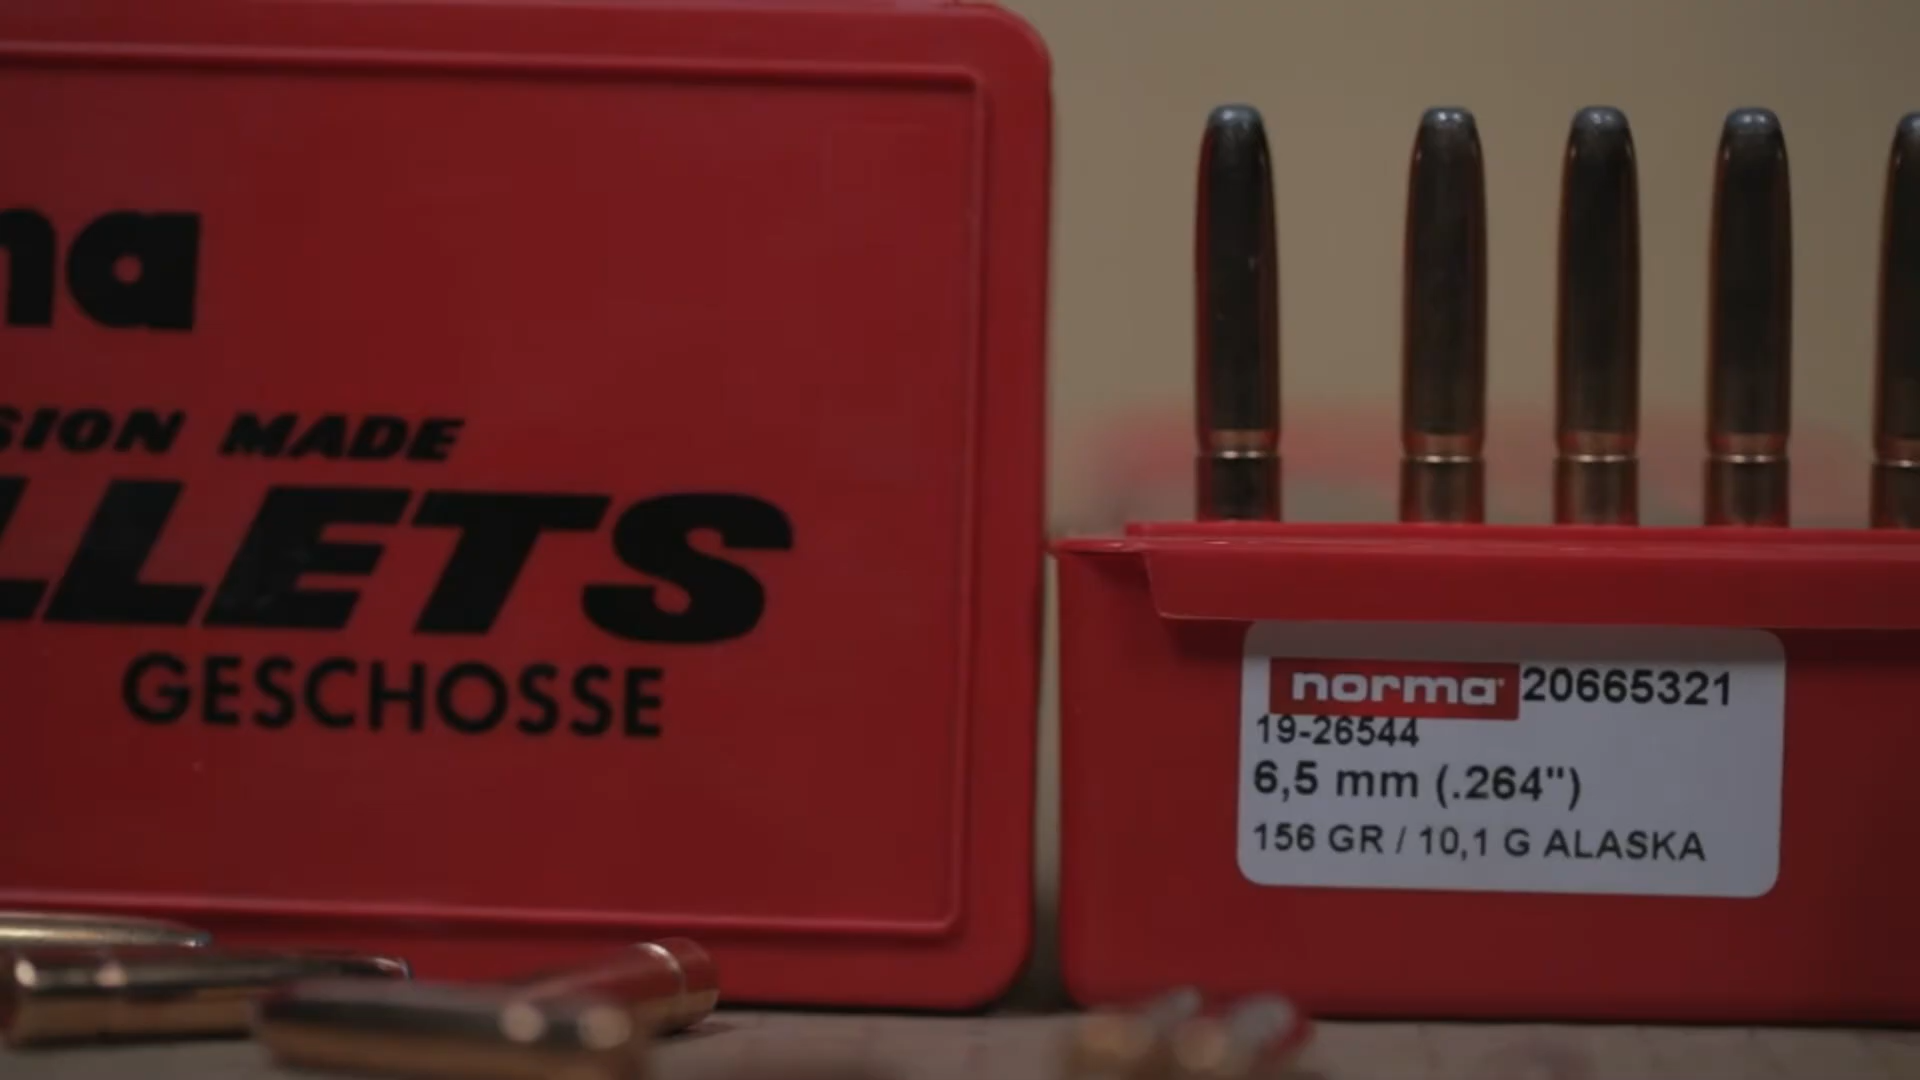 na
SION MADE
LLETS
GESCHOSSE
norma 20665321
19-26544
6,5 mm (.264")
156 GR / 10,1 G ALASKA